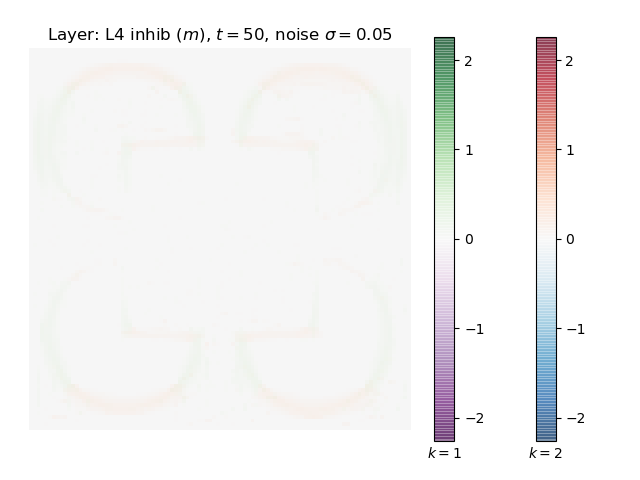 Layer: L4 inhib (m), t = 50, noise σ = 0.05
2 2
1 1
0 0
−1 −1
−2 −2
k = 1 k = 2